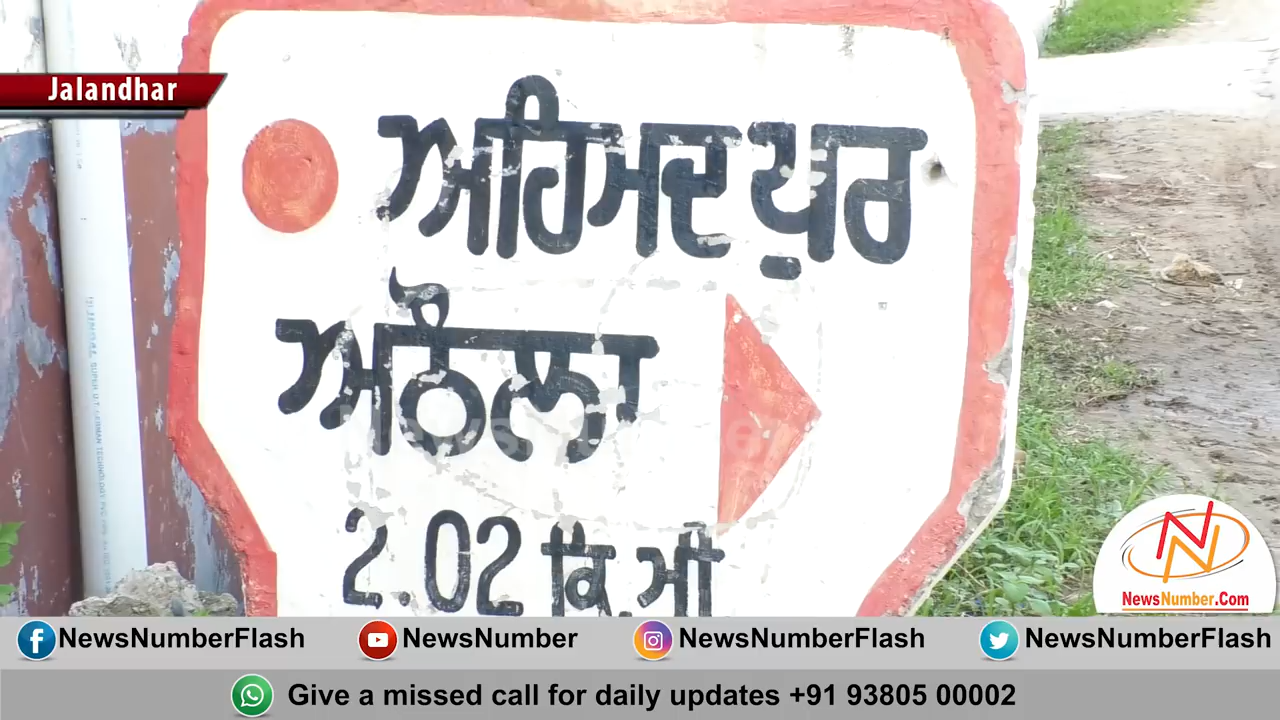 Jalandhar
ਅਹਿਮਦ ਪੁਰ
ਅਠੌਲਾ
2.02 ਕਿ.ਮੀ
NewsNumber
NewsNumber.Com
NewsNumberFlash NewsNumber NewsNumberFlash NewsNumberFlash
Give a missed call for daily updates +91 93805 00002